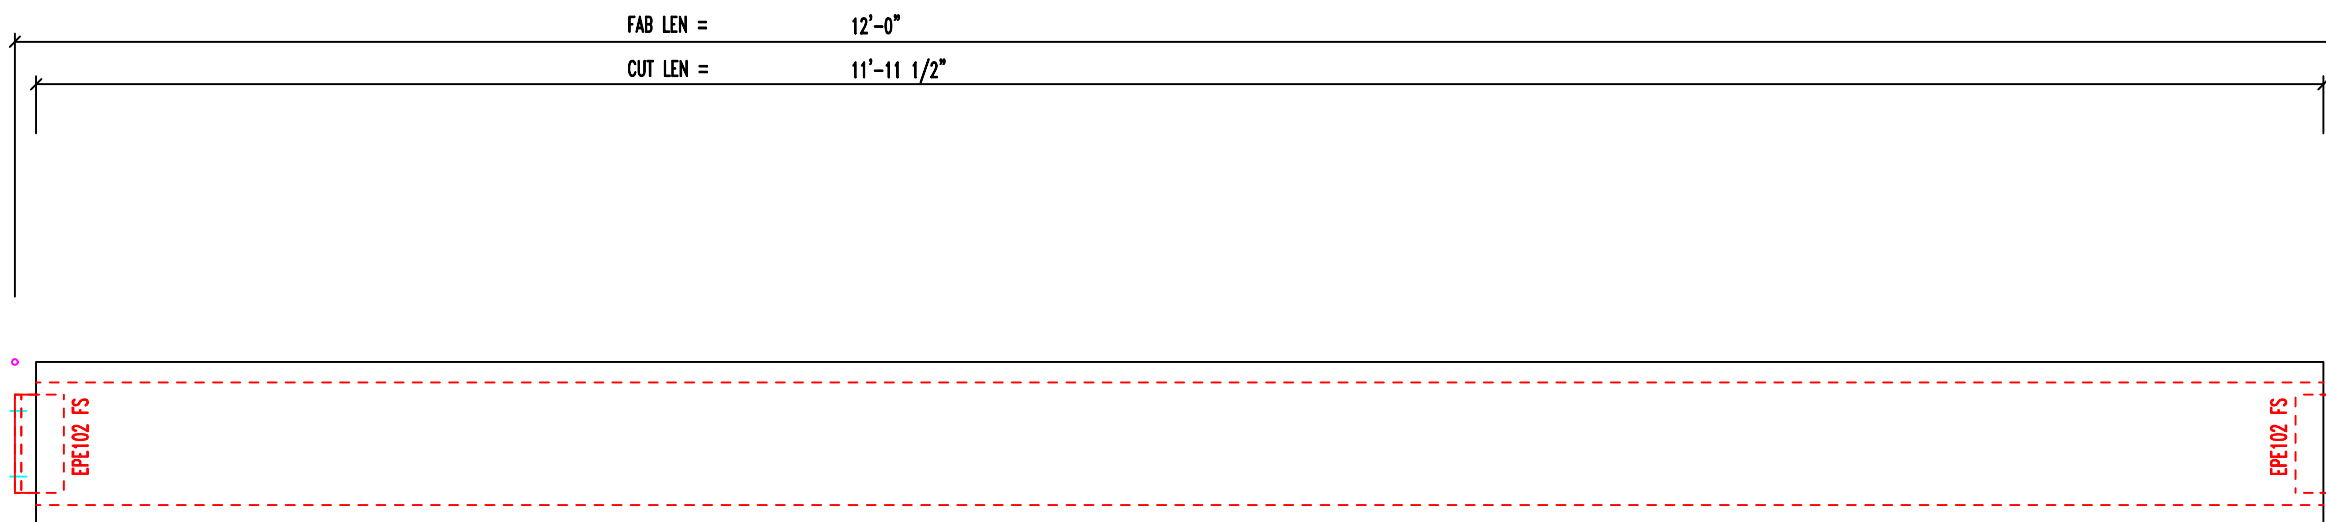 FAB LEN = 12'-0"
CUT LEN = 11'-11 1/2"
EPE102 FS
EPE102 FS